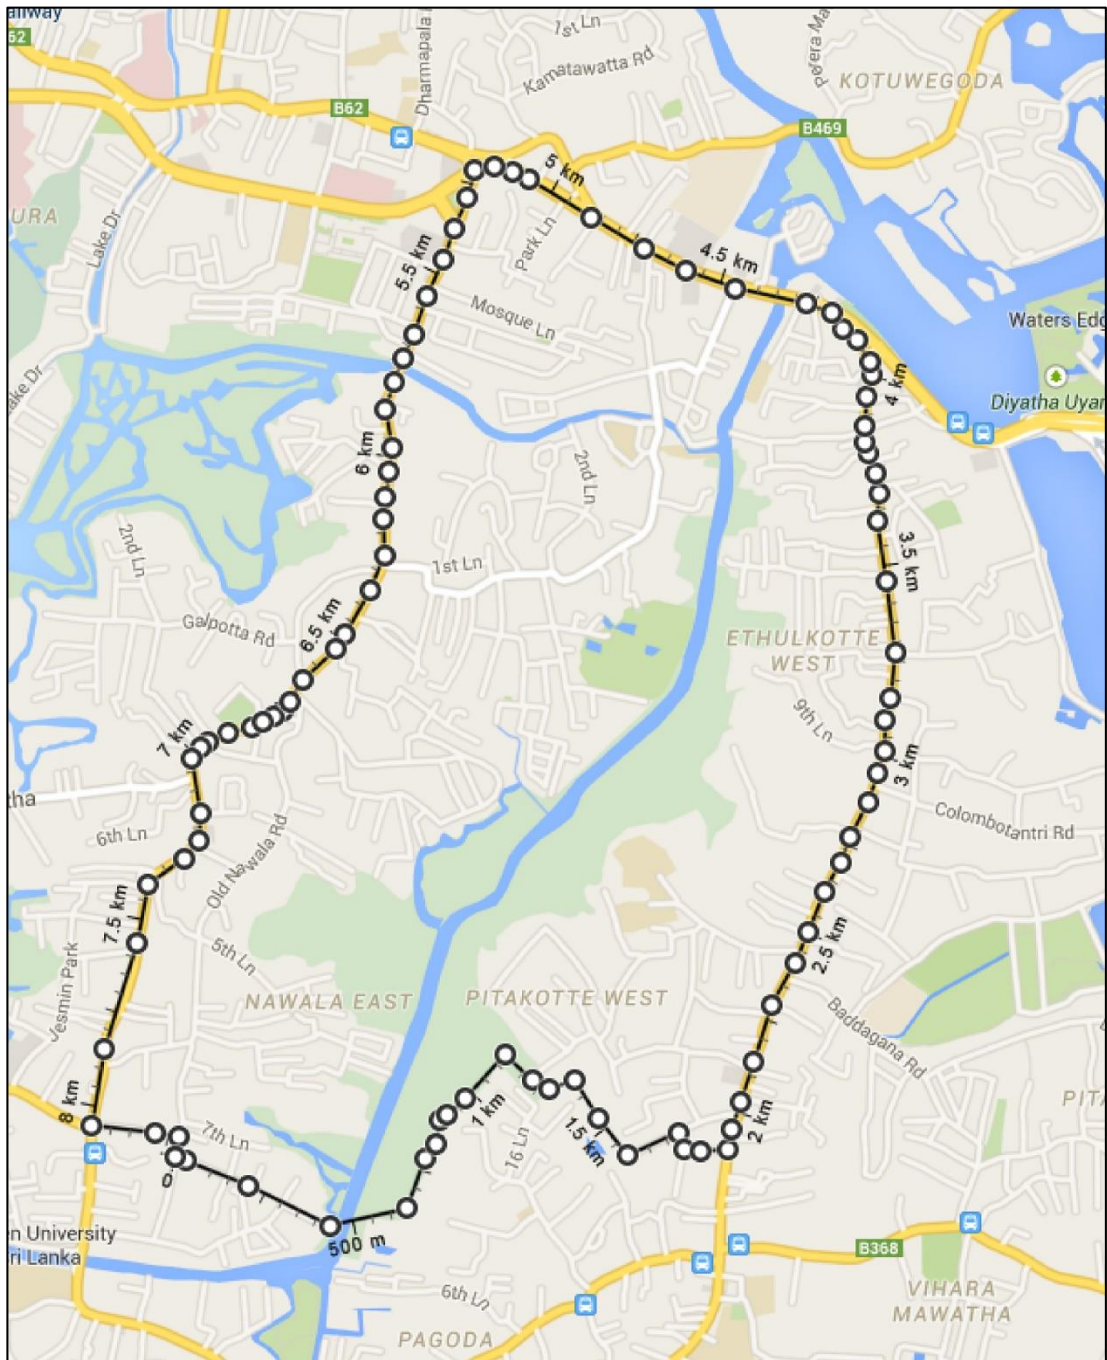 ailway
62
1st Ln
Kamatawatta Rd
KOTUWEGODA
B62
B469
5 km
URA
Lake Dr
Park Ln
4.5 km
5.5 km
Mosque Ln
Waters Edg
ake Dr
4 km
Diyatha Uyar
6 km
2nd Ln
2nd Ln
3.5 km
1st Ln
Galpotta Rd
6.5 km
ETHULKOTTE
WEST
9th Ln
7 km
3 km
tha
6th Ln
Colombotantri Rd
Old Nawala Rd
7.5 km
5th Ln
2.5 km
Jesmin Park
NAWALA EAST
PITAKOTTE WEST
Baddagana Rd
8 km
1 km
PITA
7th Ln
16 Ln
1.5 km
2 km
0
500 m
n University
ri Lanka
B368
6th Ln
VIHARA
MAWATHA
PAGODA